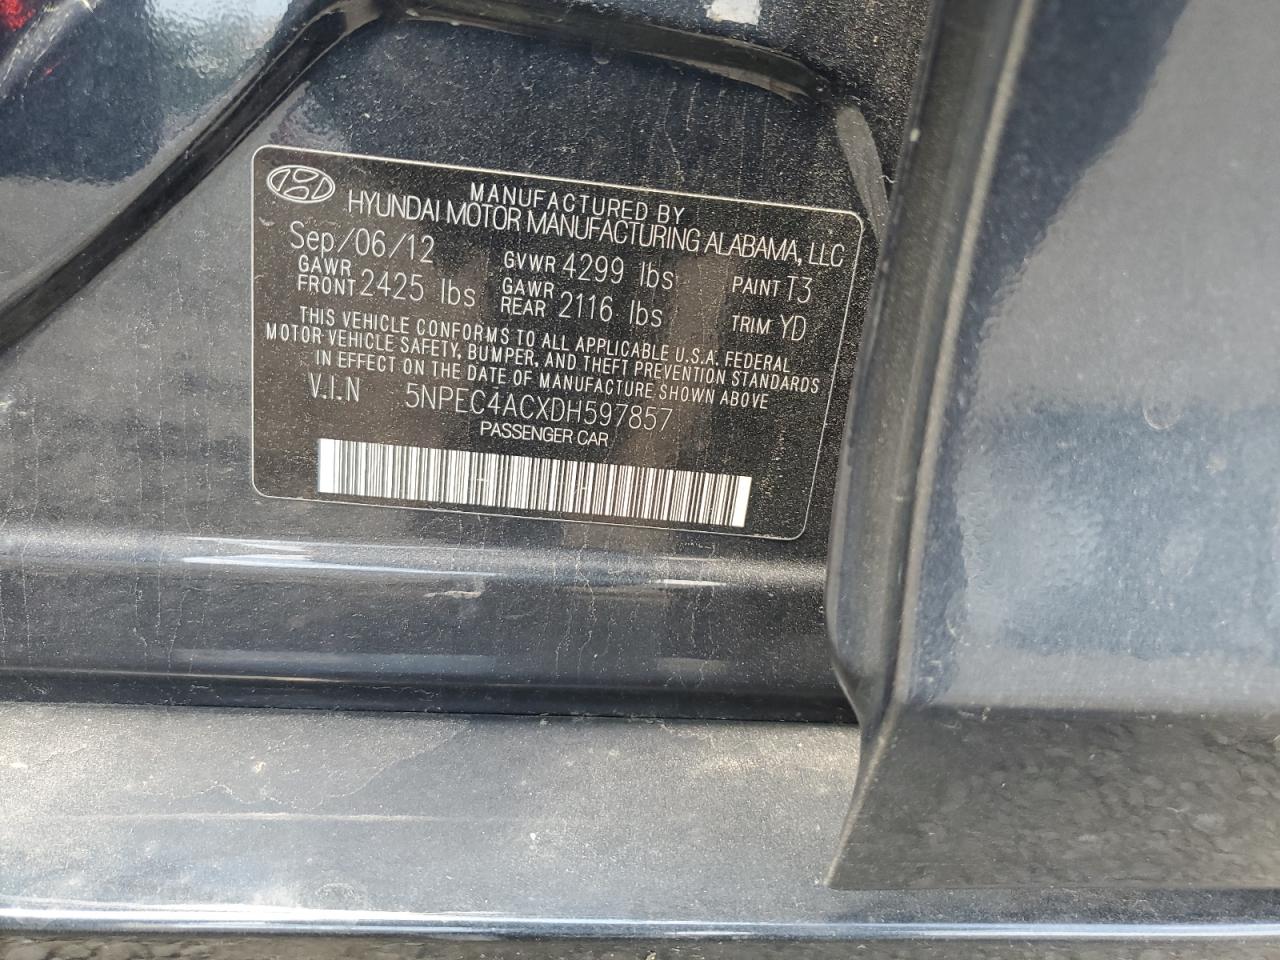 MANUFACTURED BY
HYUNDAI MOTOR MANUFACTURING ALABAMA, LLC
Sep/06/12 GVWR 4299 lbs PAINT T3
GAWR FRONT 2425 lbs GAWR REAR 2116 lbs TRIM YD
THIS VEHICLE CONFORMS TO ALL APPLICABLE U.S.A. FEDERAL
MOTOR VEHICLE SAFETY, BUMPER, AND THEFT PREVENTION STANDARDS
IN EFFECT ON THE DATE OF MANUFACTURE SHOWN ABOVE
V.I.N 5NPEC4ACXDH597857
PASSENGER CAR